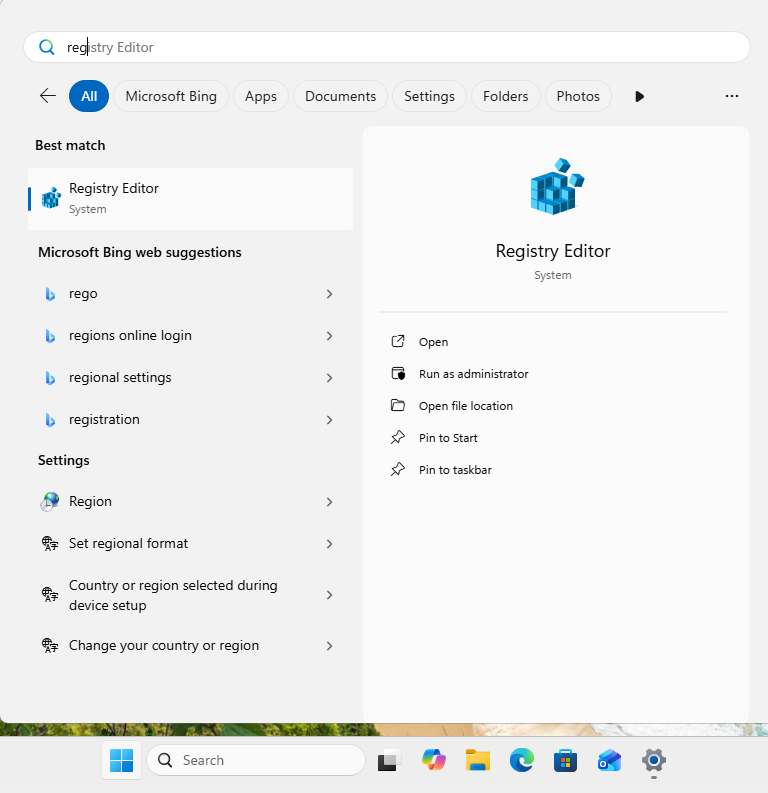 registry Editor
All
Microsoft Bing
Apps
Documents
Settings
Folders
Photos
Best match
Registry Editor
System
Microsoft Bing web suggestions
rego
regions online login
regional settings
registration
Settings
Region
Set regional format
Country or region selected during
device setup
Change your country or region
Registry Editor
System
Open
Run as administrator
Open file location
Pin to Start
Pin to taskbar
Search